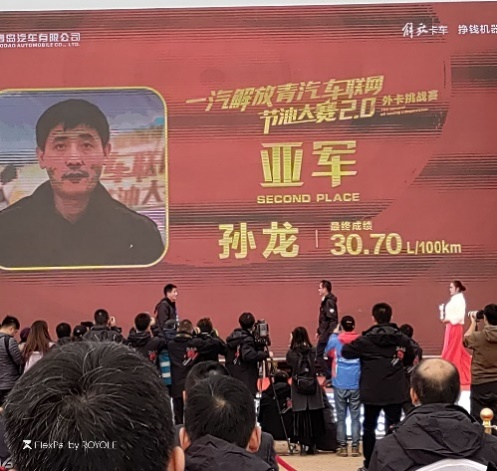 青岛汽车有限公司
DAO AUTOMOBILE CO., LTD.
解放卡车 挣钱机器
一汽解放青汽车联网
节油大赛2.0 外卡挑战赛
亚军
SECOND PLACE
孙龙
最终成绩
30.70 L/100km
FlexPai by ROYOLE